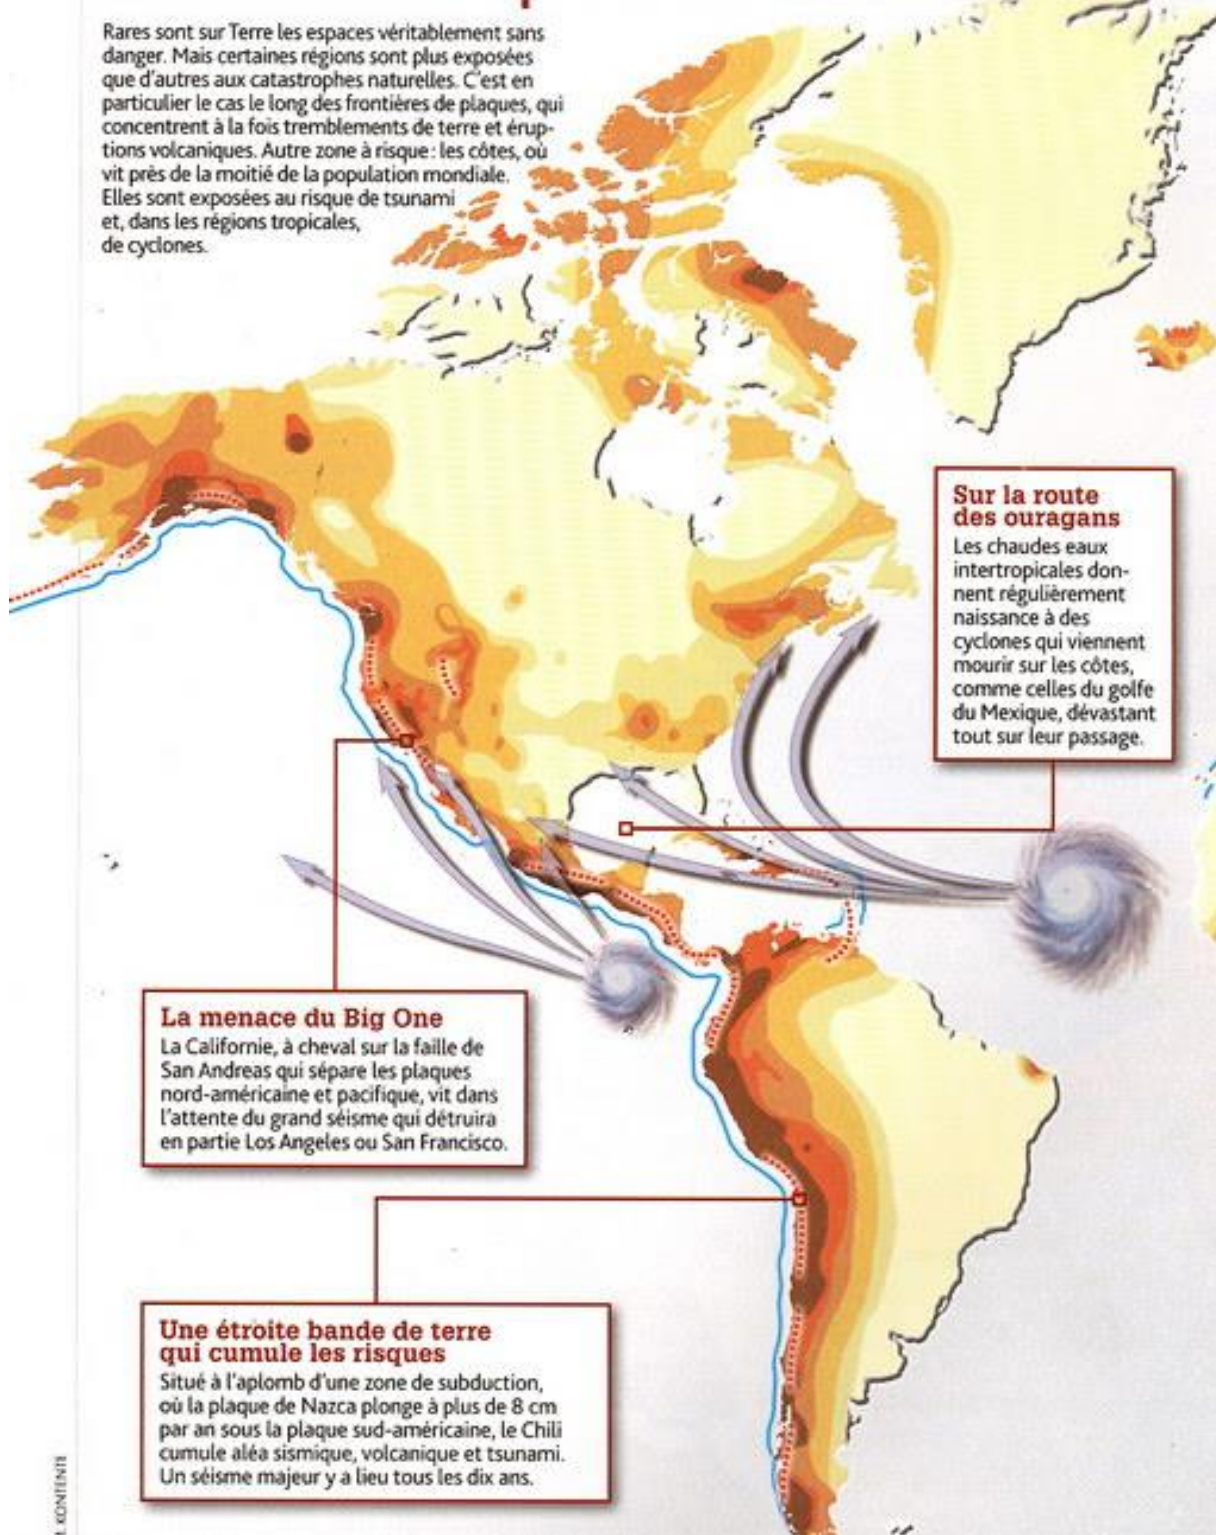 Rares sont sur Terre les espaces véritablement sans
danger. Mais certaines régions sont plus exposées
que d'autres aux catastrophes naturelles. C'est en
particulier le cas le long des frontières de plaques, qui
concentrent à la fois tremblements de terre et érup-
tions volcaniques. Autre zone à risque : les côtes, où
vit près de la moitié de la population mondiale.
Elles sont exposées au risque de tsunami
et, dans les régions tropicales,
de cyclones.
Sur la route
des ouragans
Les chaudes eaux
intertropicales don-
nent régulièrement
naissance à des
cyclones qui viennent
mourir sur les côtes,
comme celles du golfe
du Mexique, dévastant
tout sur leur passage.
La menace du Big One
La Californie, à cheval sur la faille de
San Andreas qui sépare les plaques
nord-américaine et pacifique, vit dans
l'attente du grand séisme qui détruira
en partie Los Angeles ou San Francisco.
Une étroite bande de terre
qui cumule les risques
Situé à l'aplomb d'une zone de subduction,
où la plaque de Nazca plonge à plus de 8 cm
par an sous la plaque sud-américaine, le Chili
cumule aléa sismique, volcanique et tsunami.
Un séisme majeur y a lieu tous les dix ans.
KONTENTE